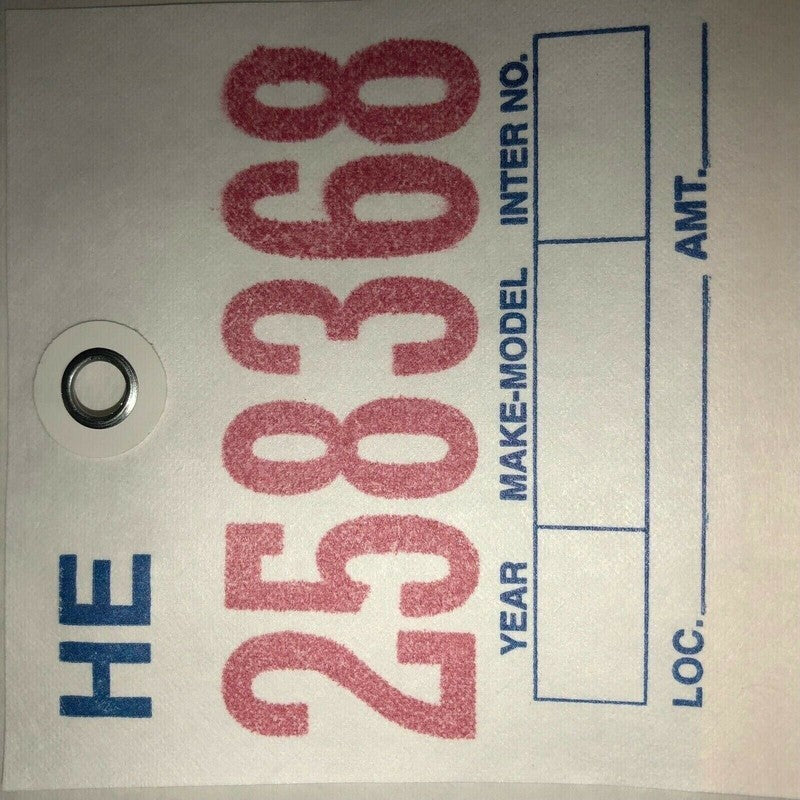 HE
258368
YEAR MAKE-MODEL INTER NO.
LOC. AMT.